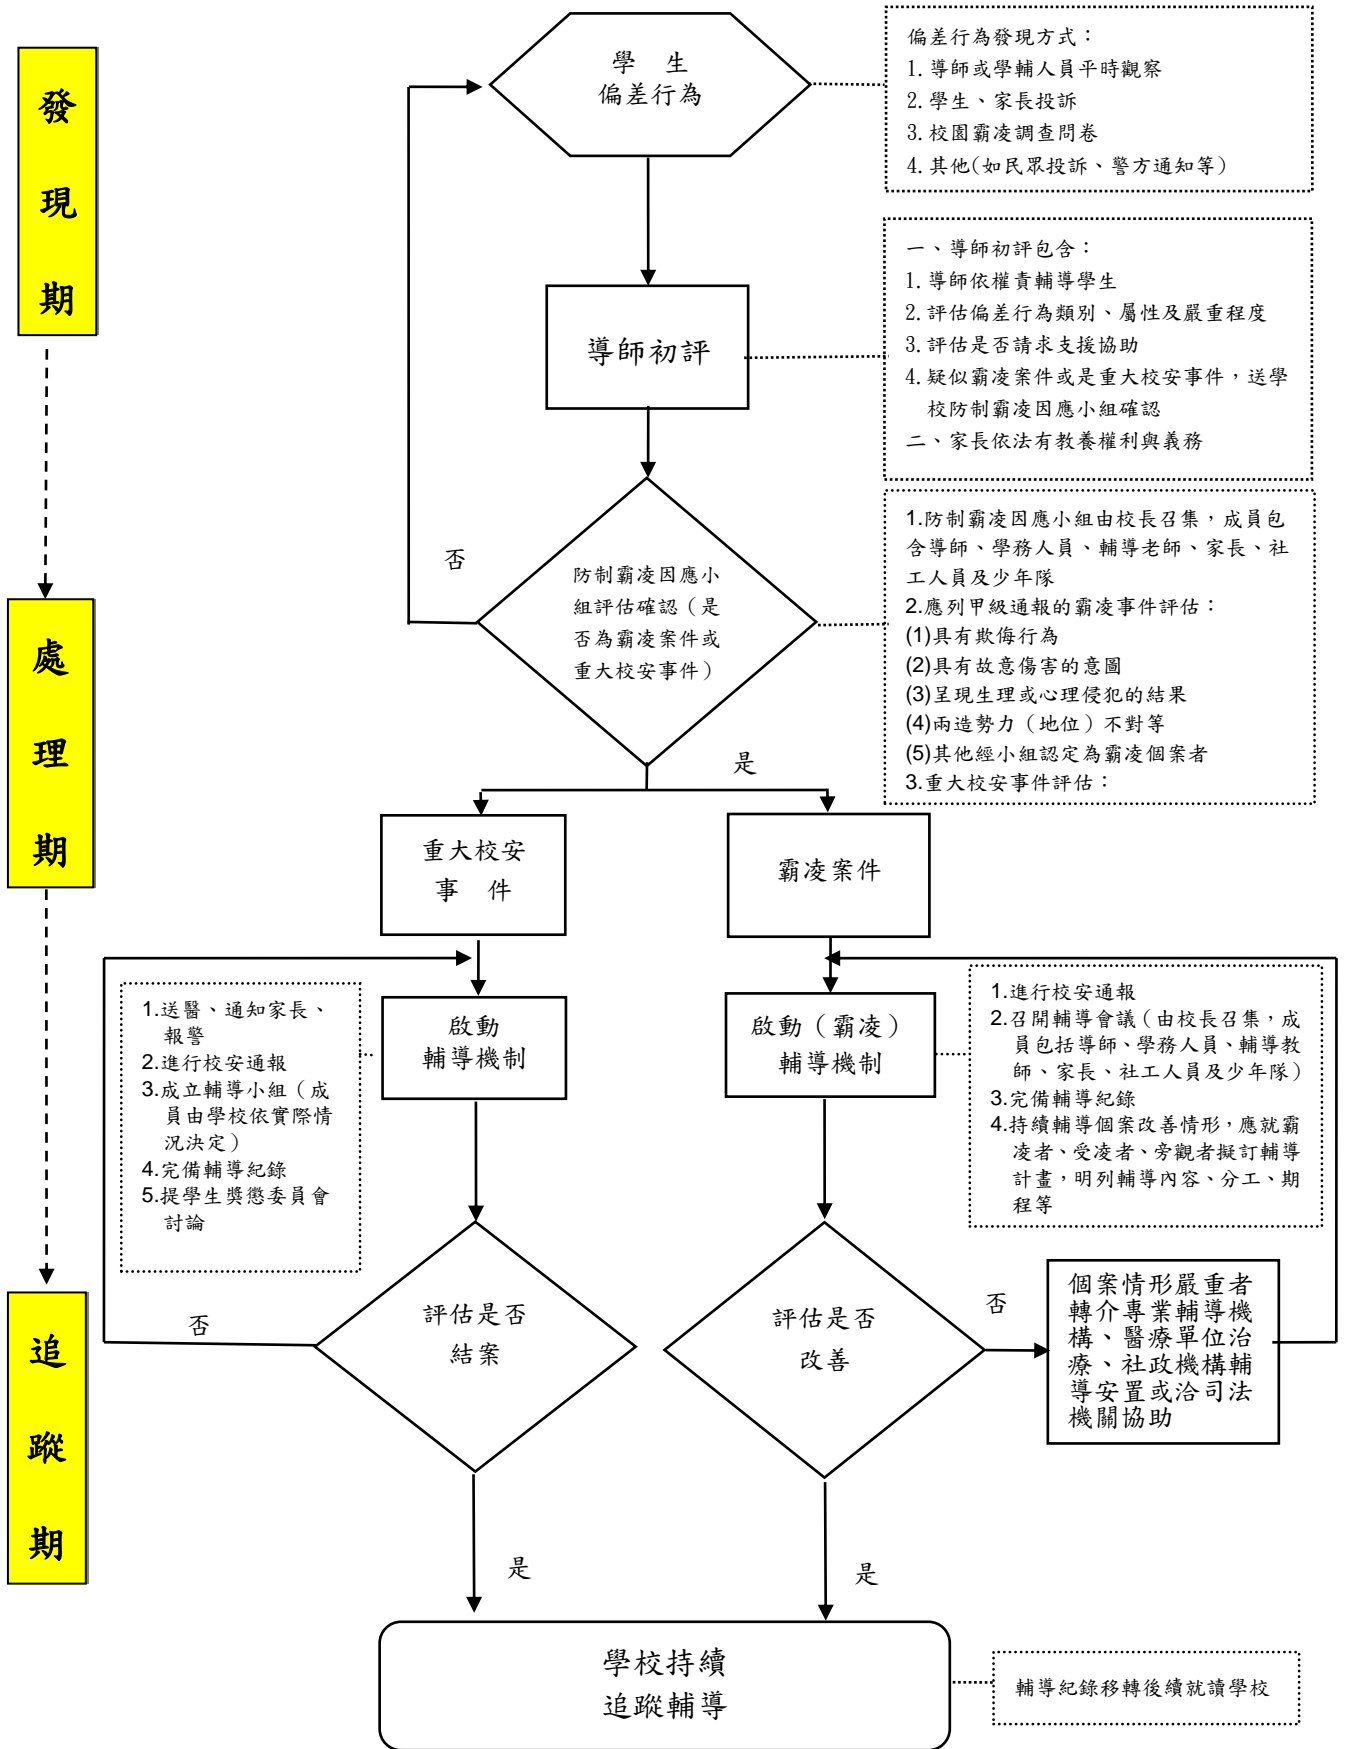 發
現
期
處
理
期
追
蹤
期
學　生
偏差行為
偏差行為發現方式：
1.導師或學輔人員平時觀察
2.學生、家長投訴
3.校園霸凌調查問卷
4.其他(如民眾投訴、警方通知等)
導師初評
一、導師初評包含：
1.導師依權責輔導學生
2.評估偏差行為類別、屬性及嚴重程度
3.評估是否請求支援協助
4.疑似霸凌案件或是重大校安事件，送學
校防制霸凌因應小組確認
二、家長依法有教養權利與義務
否
防制霸凌因應小
組評估確認（是
否為霸凌案件或
重大校安事件）
是
1.防制霸凌因應小組由校長召集，成員包
含導師、學務人員、輔導老師、家長、社
工人員及少年隊
2.應列甲級通報的霸凌事件評估：
(1)具有欺侮行為
(2)具有故意傷害的意圖
(3)呈現生理或心理侵犯的結果
(4)兩造勢力（地位）不對等
(5)其他經小組認定為霸凌個案者
3.重大校安事件評估：
重大校安
事　件
霸凌案件
1.送醫、通知家長、
報警
2.進行校安通報
3.成立輔導小組（成
員由學校依實際情
況決定）
4.完備輔導紀錄
5.提學生獎懲委員會
討論
啟動
輔導機制
啟動（霸凌）
輔導機制
1.進行校安通報
2.召開輔導會議（由校長召集，成
員包括導師、學務人員、輔導教
師、家長、社工人員及少年隊）
3.完備輔導紀錄
4.持續輔導個案改善情形，應就霸
凌者、受凌者、旁觀者擬訂輔導
計畫，明列輔導內容、分工、期
程等
否
評估是否
結案
評估是否
改善
否
個案情形嚴重者
轉介專業輔導機
構、醫療單位治
療、社政機構輔
導安置或洽司法
機關協助
是
是
學校持續
追蹤輔導
輔導紀錄移轉後續就讀學校